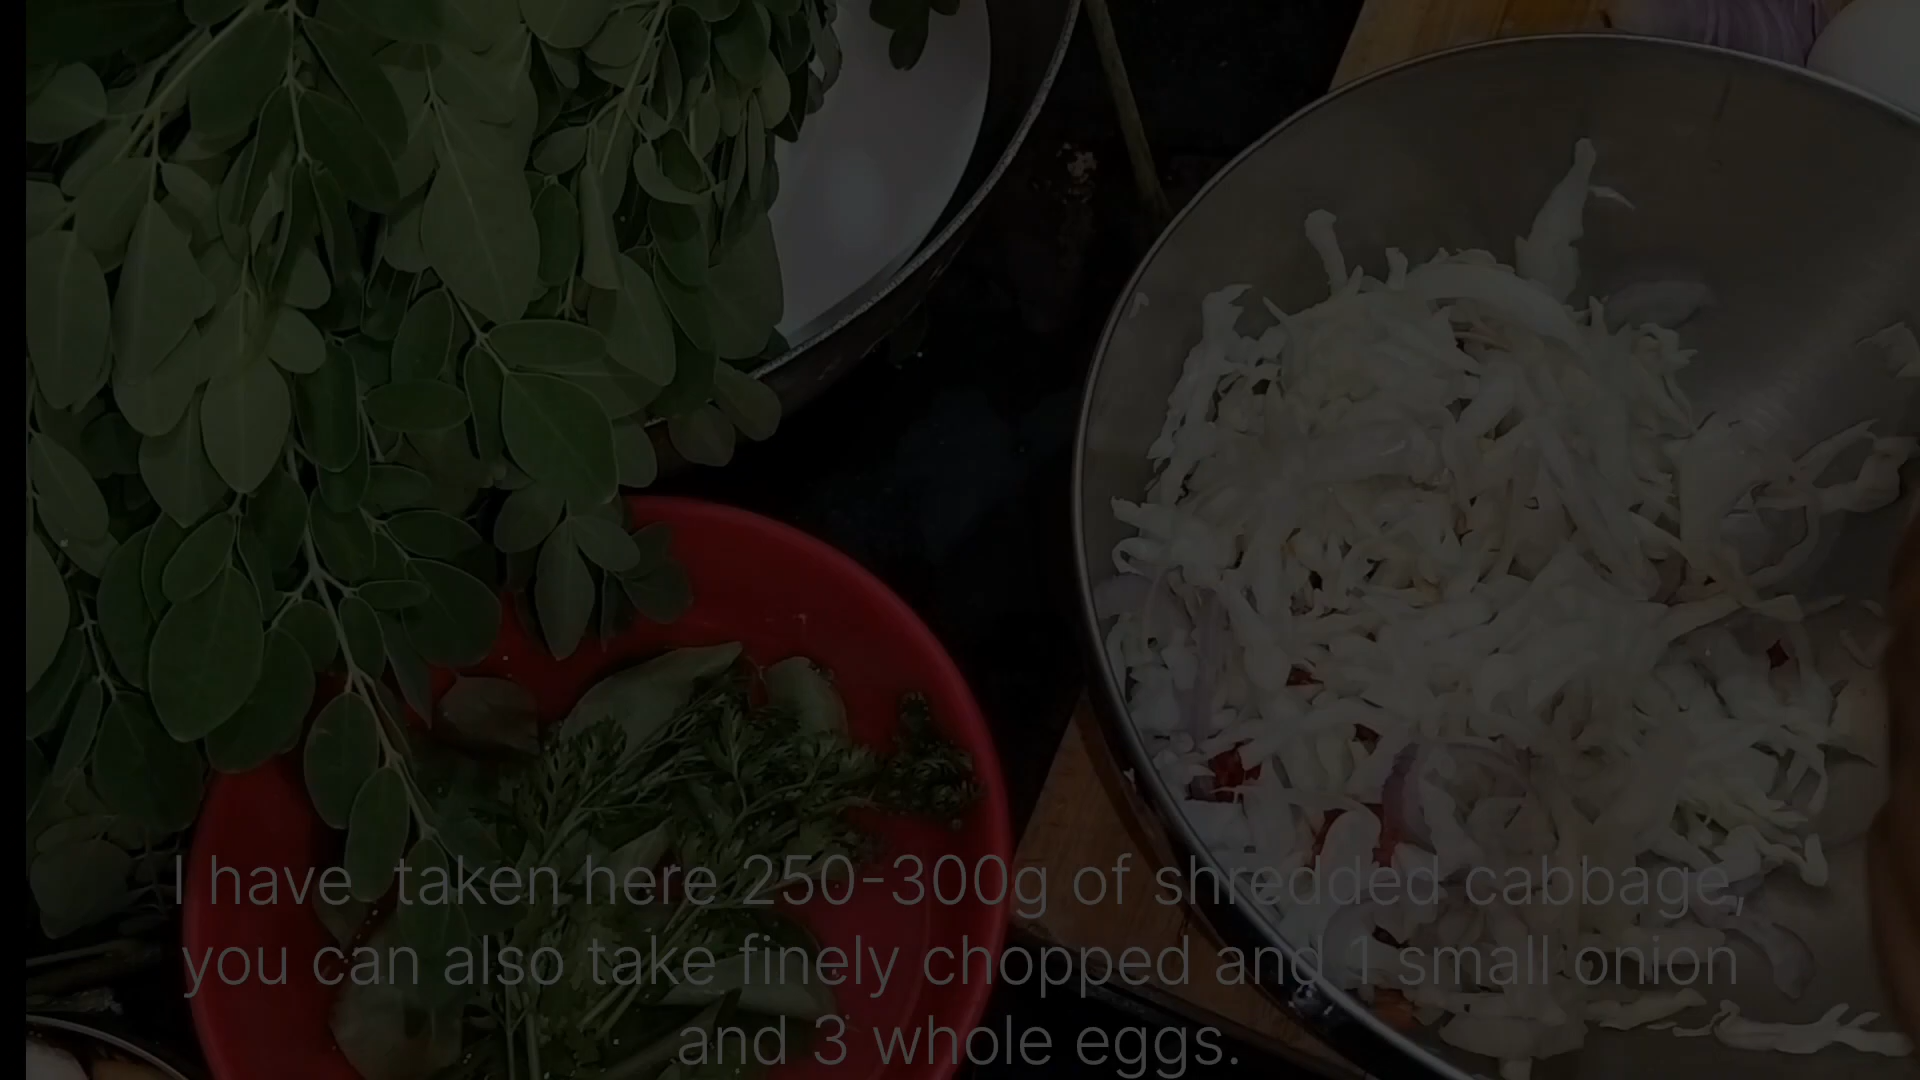 I have  taken here 250-300g of shredded cabbage,
you can also take finely chopped and 1 small onion
and 3 whole eggs.